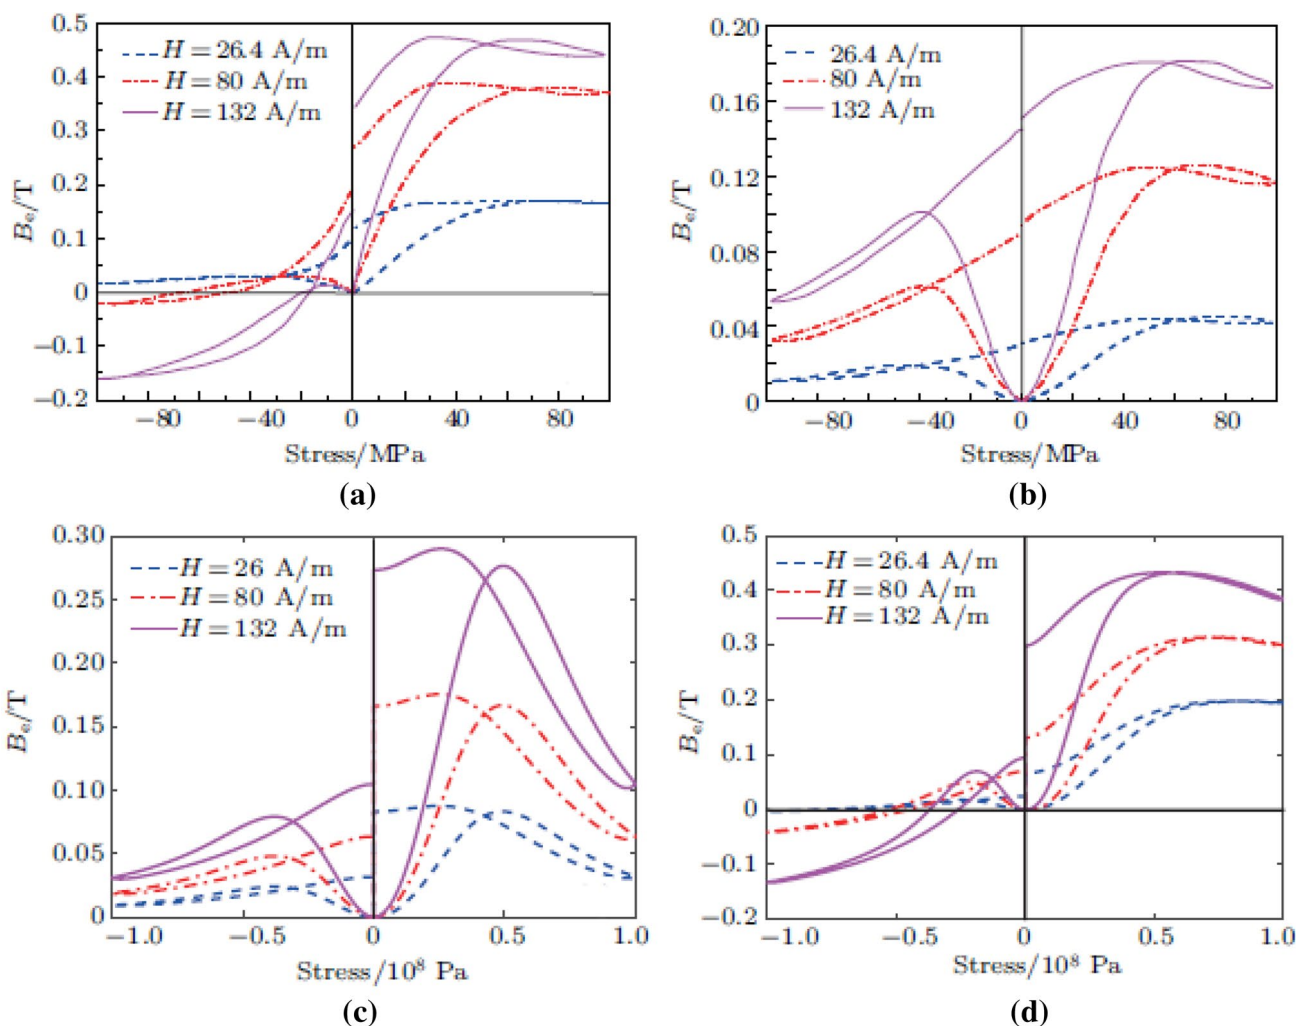 0.5
H = 26.4 A/m
0.4
H = 80 A/m
H = 132 A/m
0.3
0.2
0.1
0
−0.1
−0.2
Bₑ/T
−80 −40 0 40 80
Stress/MPa
(a)
0.20
26.4 A/m
80 A/m
0.16
132 A/m
0.12
0.08
0.04
0
Bₑ/T
−80 −40 0 40 80
Stress/MPa
(b)
0.30
H = 26 A/m
H = 80 A/m
0.25
H = 132 A/m
0.20
0.15
0.10
0.05
0
Bₑ/T
−1.0 −0.5 0 0.5 1.0
Stress/10⁸ Pa
(c)
0.5
H = 26.4 A/m
H = 80 A/m
0.4
H = 132 A/m
0.3
0.2
0.1
0
−0.1
−0.2
Bₑ/T
−1.0 −0.5 0 0.5 1.0
Stress/10⁸ Pa
(d)